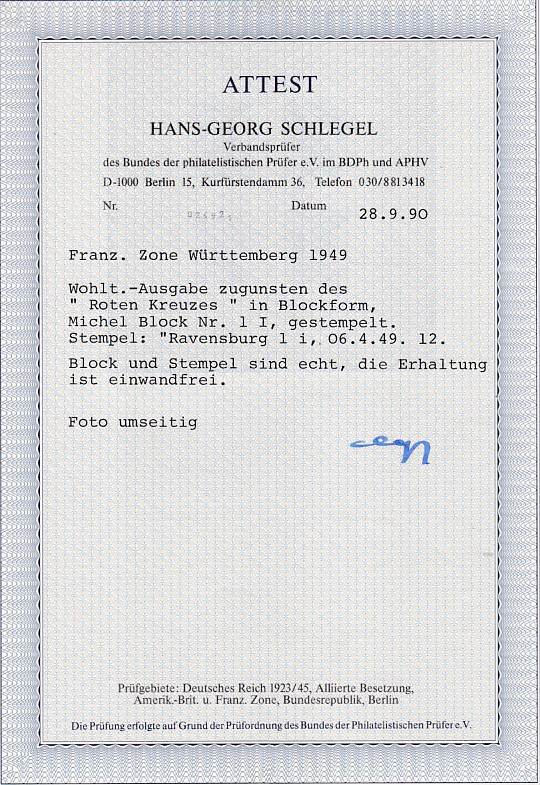 ATTEST
HANS-GEORG SCHLEGEL
Verbandsprüfer
des Bundes der philatelistischen Prüfer e.V. im BDPh und APHV
D-1000 Berlin 15, Kurfürstendamm 36, Telefon 030/8813418
Nr. Datum 28.9.90
Franz. Zone Württemberg 1949
Wohlt.-Ausgabe zugunsten des
" Roten Kreuzes " in Blockform,
Michel Block Nr. l I, gestempelt.
Stempel: "Ravensburg l i, O6.4.49. 12.
Block und Stempel sind echt, die Erhaltung
ist einwandfrei.
Foto umseitig
Prüfgebiete: Deutsches Reich 1923/45, Alliierte Besetzung,
Amerik.-Brit. u. Franz. Zone, Bundesrepublik, Berlin
Die Prüfung erfolgte auf Grund der Prüfordnung des Bundes der Philatelistischen Prüfer e.V.